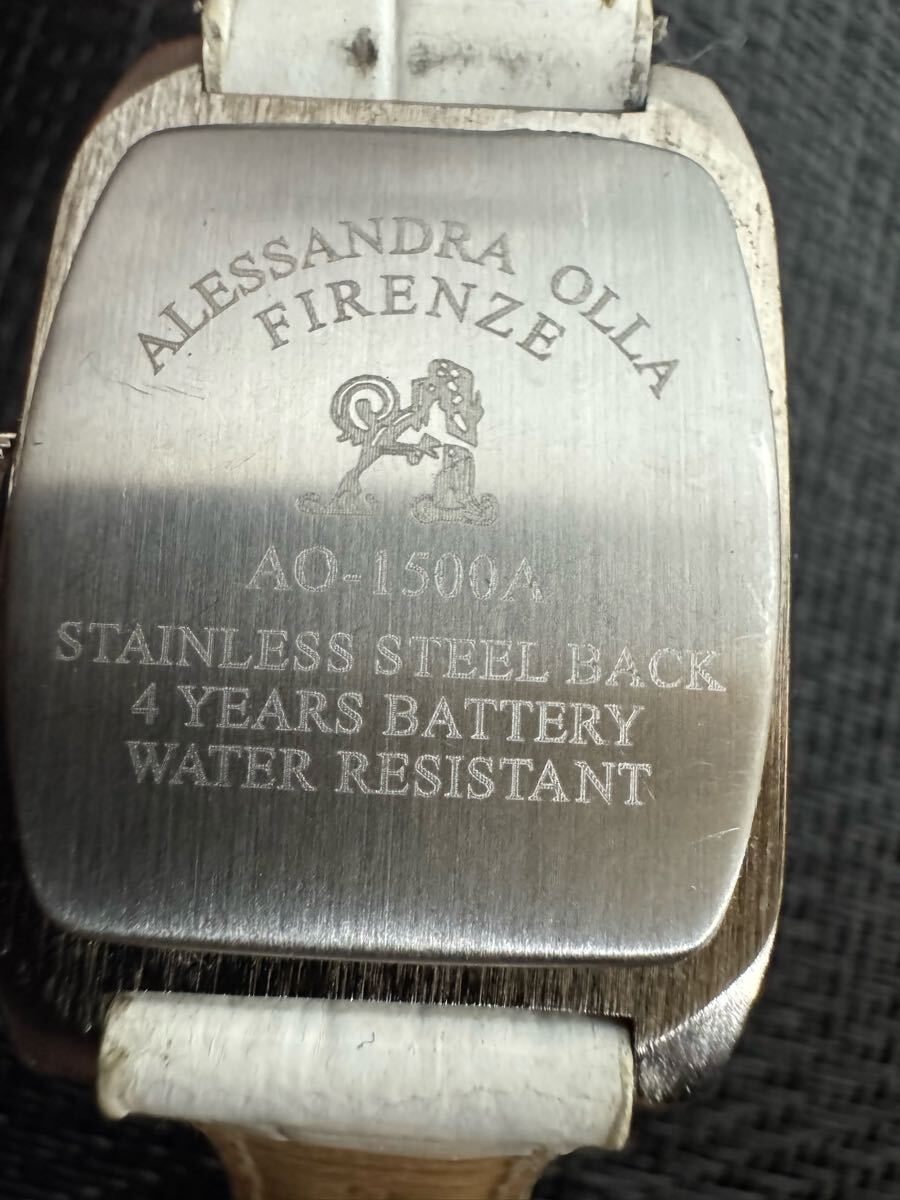 ALESSANDRA OLLA
FIRENZE
AO-1500A
STAINLESS STEEL BACK
4 YEARS BATTERY
WATER RESISTANT